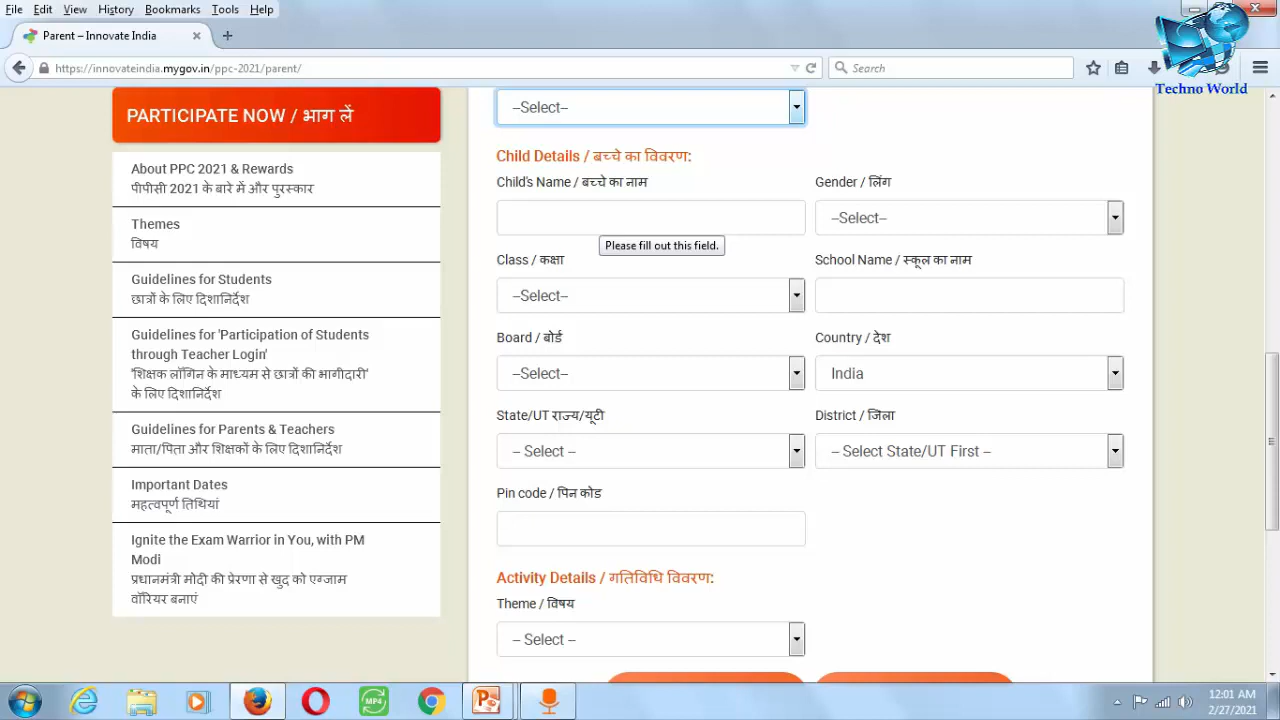 File Edit View History Bookmarks Tools Help
Parent – Innovate India
https://innovateindia.mygov.in/ppc-2021/parent/
Search
Techno World
PARTICIPATE NOW / भाग लें
About PPC 2021 & Rewards
पीपीसी 2021 के बारे में और पुरस्कार
Themes
विषय
Guidelines for Students
छात्रों के लिए दिशानिर्देश
Guidelines for 'Participation of Students
through Teacher Login'
'शिक्षक लॉगिन के माध्यम से छात्रों की भागीदारी'
के लिए दिशानिर्देश
Guidelines for Parents & Teachers
माता/पिता और शिक्षकों के लिए दिशानिर्देश
Important Dates
महत्वपूर्ण तिथियां
Ignite the Exam Warrior in You, with PM
Modi
प्रधानमंत्री मोदी की प्रेरणा से खुद को एग्जाम
वॉरियर बनाएं
--Select--
Child Details / बच्चे का विवरण:
Child's Name / बच्चे का नाम
Gender / लिंग
--Select--
Please fill out this field.
Class / कक्षा
School Name / स्कूल का नाम
--Select--
Board / बोर्ड
Country / देश
--Select--
India
State/UT राज्य/यूटी
District / जिला
-- Select --
-- Select State/UT First --
Pin code / पिन कोड
Activity Details / गतिविधि विवरण:
Theme / विषय
-- Select --
MP4
12:01 AM
2/27/2021